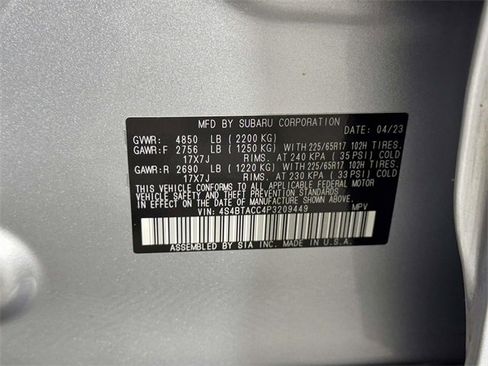 MFD BY SUBARU CORPORATION
DATE: 04/23
GVWR: 4850 LB (2200 KG)
GAWR:F 2756 LB (1250 KG) WITH 225/65R17 102H TIRES.
17X7J RIMS. AT 240 KPA (35 PSI) COLD
GAWR:R 2690 LB (1220 KG) WITH 225/65R17 102H TIRES.
17X7J RIMS. AT 230 KPA (33 PSI) COLD
THIS VEHICLE CONFORMS TO ALL APPLICABLE FEDERAL MOTOR
VEHICLE SAFETY AND BUMPER STANDARDS IN EFFECT ON
THE DATE OF MANUFACTURE SHOWN ABOVE.
VIN: 4S4BTACC4P3209449 MPV
ASSEMBLED BY SIA INC. MADE IN U.S.A.